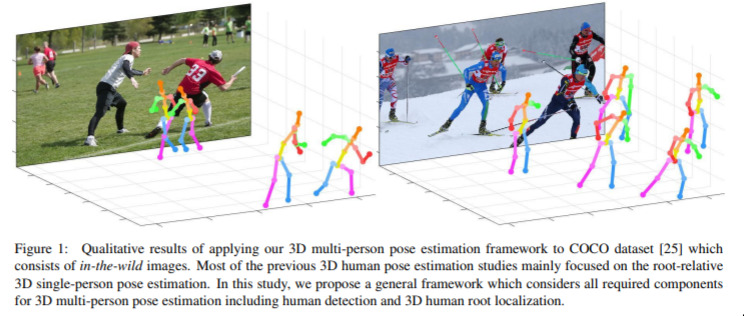 33
Figure 1: Qualitative results of applying our 3D multi-person pose estimation framework to COCO dataset [25] which
consists of in-the-wild images. Most of the previous 3D human pose estimation studies mainly focused on the root-relative
3D single-person pose estimation. In this study, we propose a general framework which considers all required components
for 3D multi-person pose estimation including human detection and 3D human root localization.